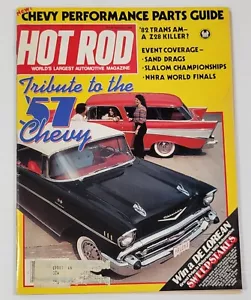 NEW!
CHEVY PERFORMANCE PARTS GUIDE
HOT ROD
WORLD'S LARGEST AUTOMOTIVE MAGAZINE
'82 TRANS AM—
A Z28 KILLER?
EVENT COVERAGE—
- SAND DRAGS
- SLALOM CHAMPIONSHIPS
- NHRA WORLD FINALS
Tribute to the
'57
Chevy
Win a DE LOREAN
SWEEPSTAKES